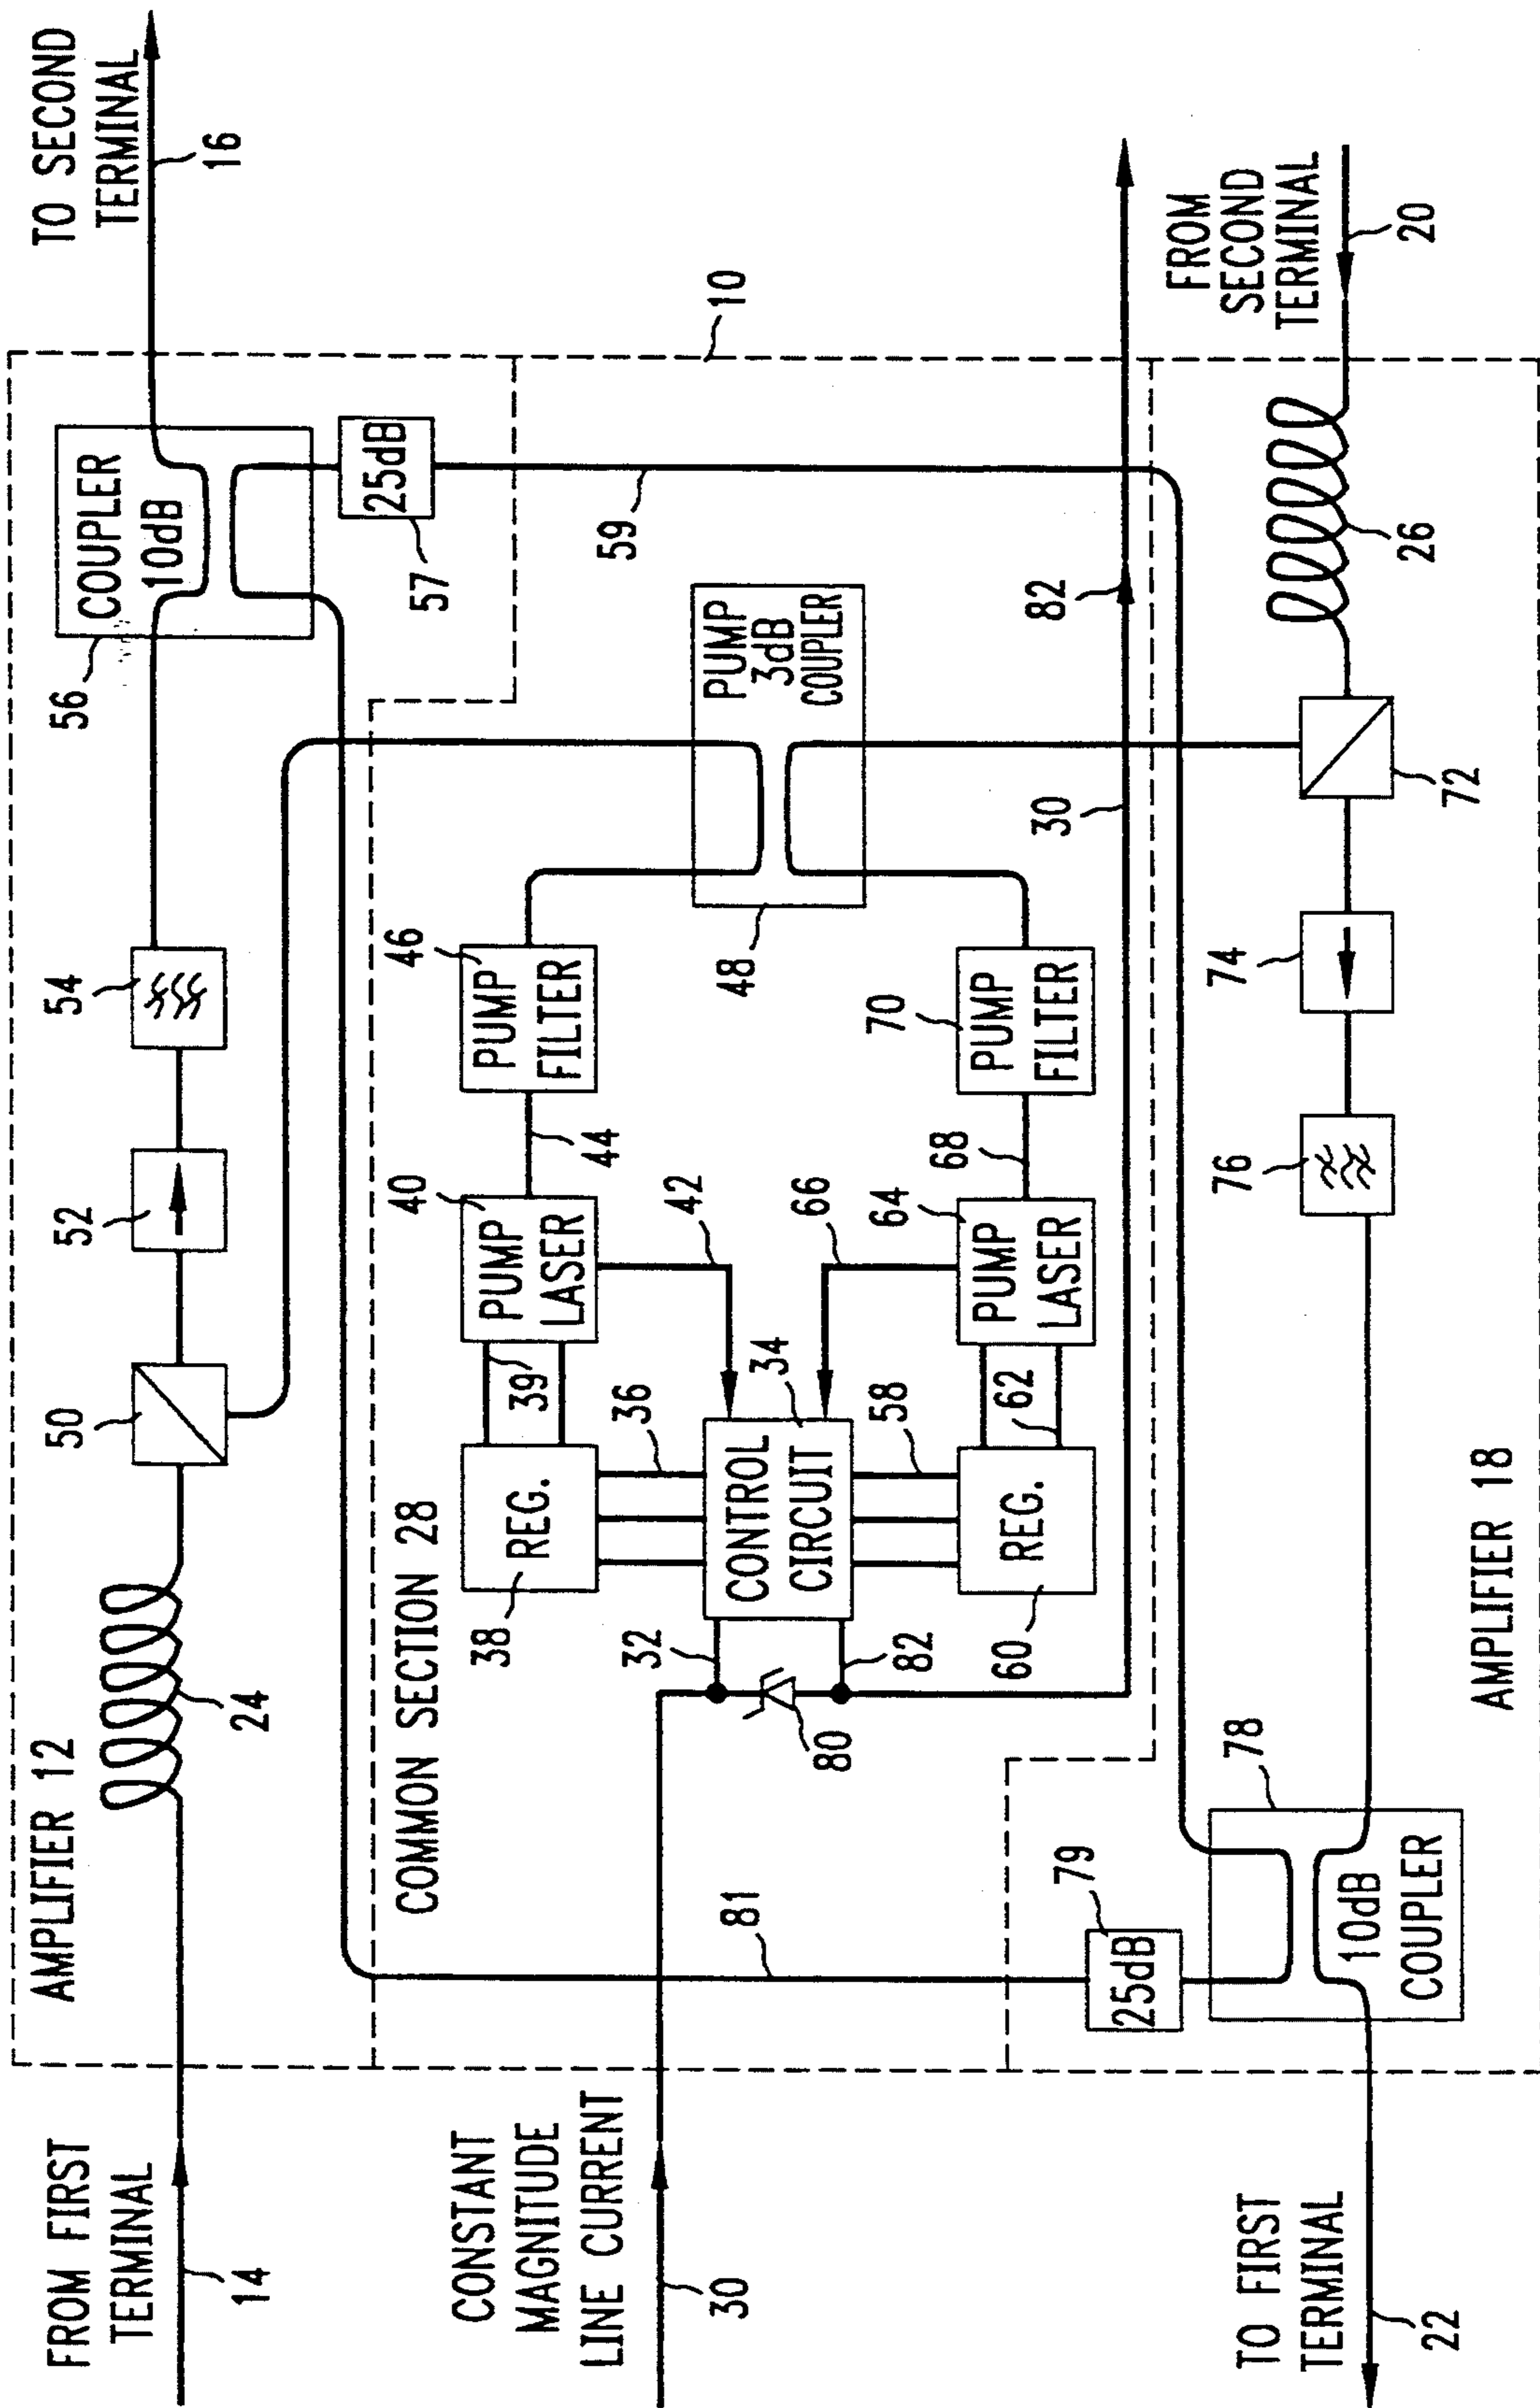 FROM FIRST
TERMINAL
14
AMPLIFIER 12
24
50
52
54
56
COUPLER
10dB
25dB
57
TO SECOND
TERMINAL
16
10
59
CONSTANT
MAGNITUDE
LINE CURRENT
30
COMMON SECTION 28
38
REG.
39
40
PUMP
LASER
44
46
PUMP
FILTER
36
42
32
CONTROL
CIRCUIT
34
80
82
58
66
60
REG.
62
64
PUMP
LASER
68
70
PUMP
FILTER
48
PUMP
3dB
COUPLER
30
82
81
79
25dB
78
10dB
COUPLER
76
74
72
26
FROM
SECOND
TERMINAL
20
TO FIRST
TERMINAL
22
AMPLIFIER 18